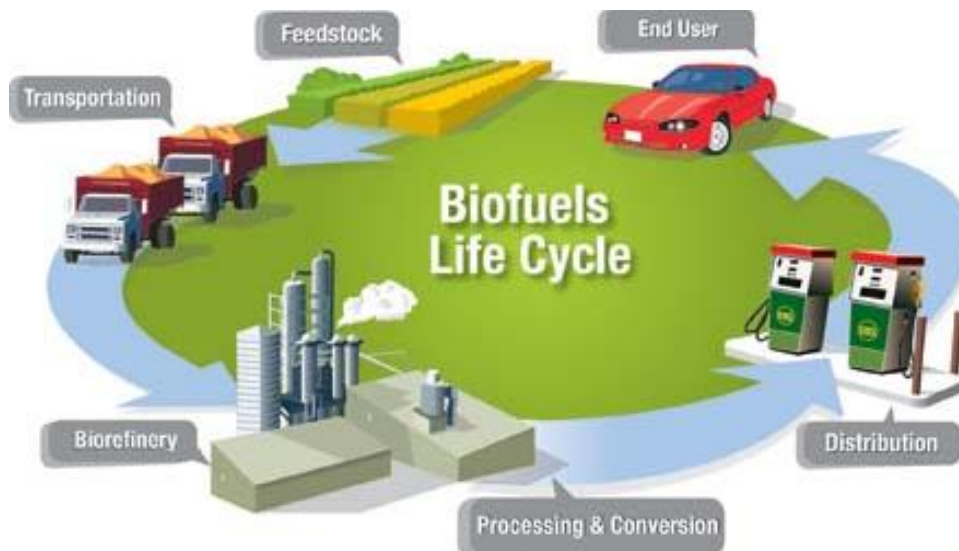 Feedstock
End User
Transportation
Biofuels
Life Cycle
Biorefinery
Distribution
Processing & Conversion